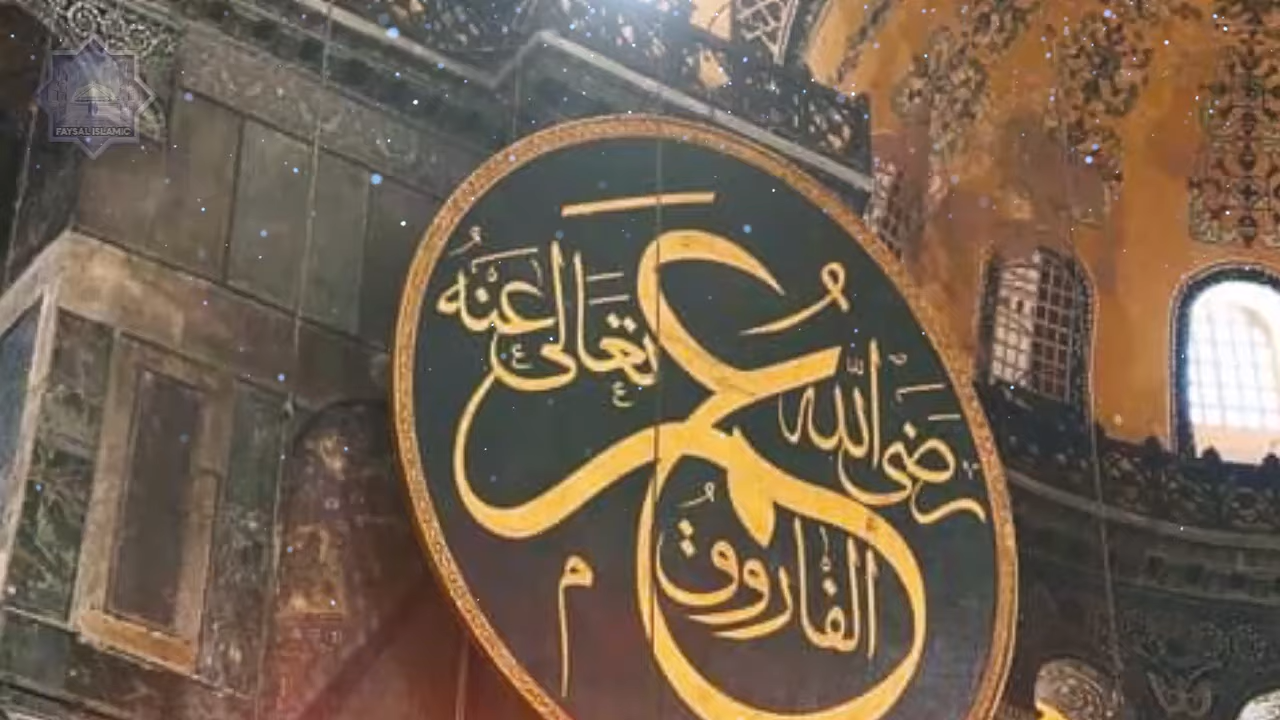 FAYSAL ISLAMIC
عمر الفاروق
رضى الله تعالى عنه
م